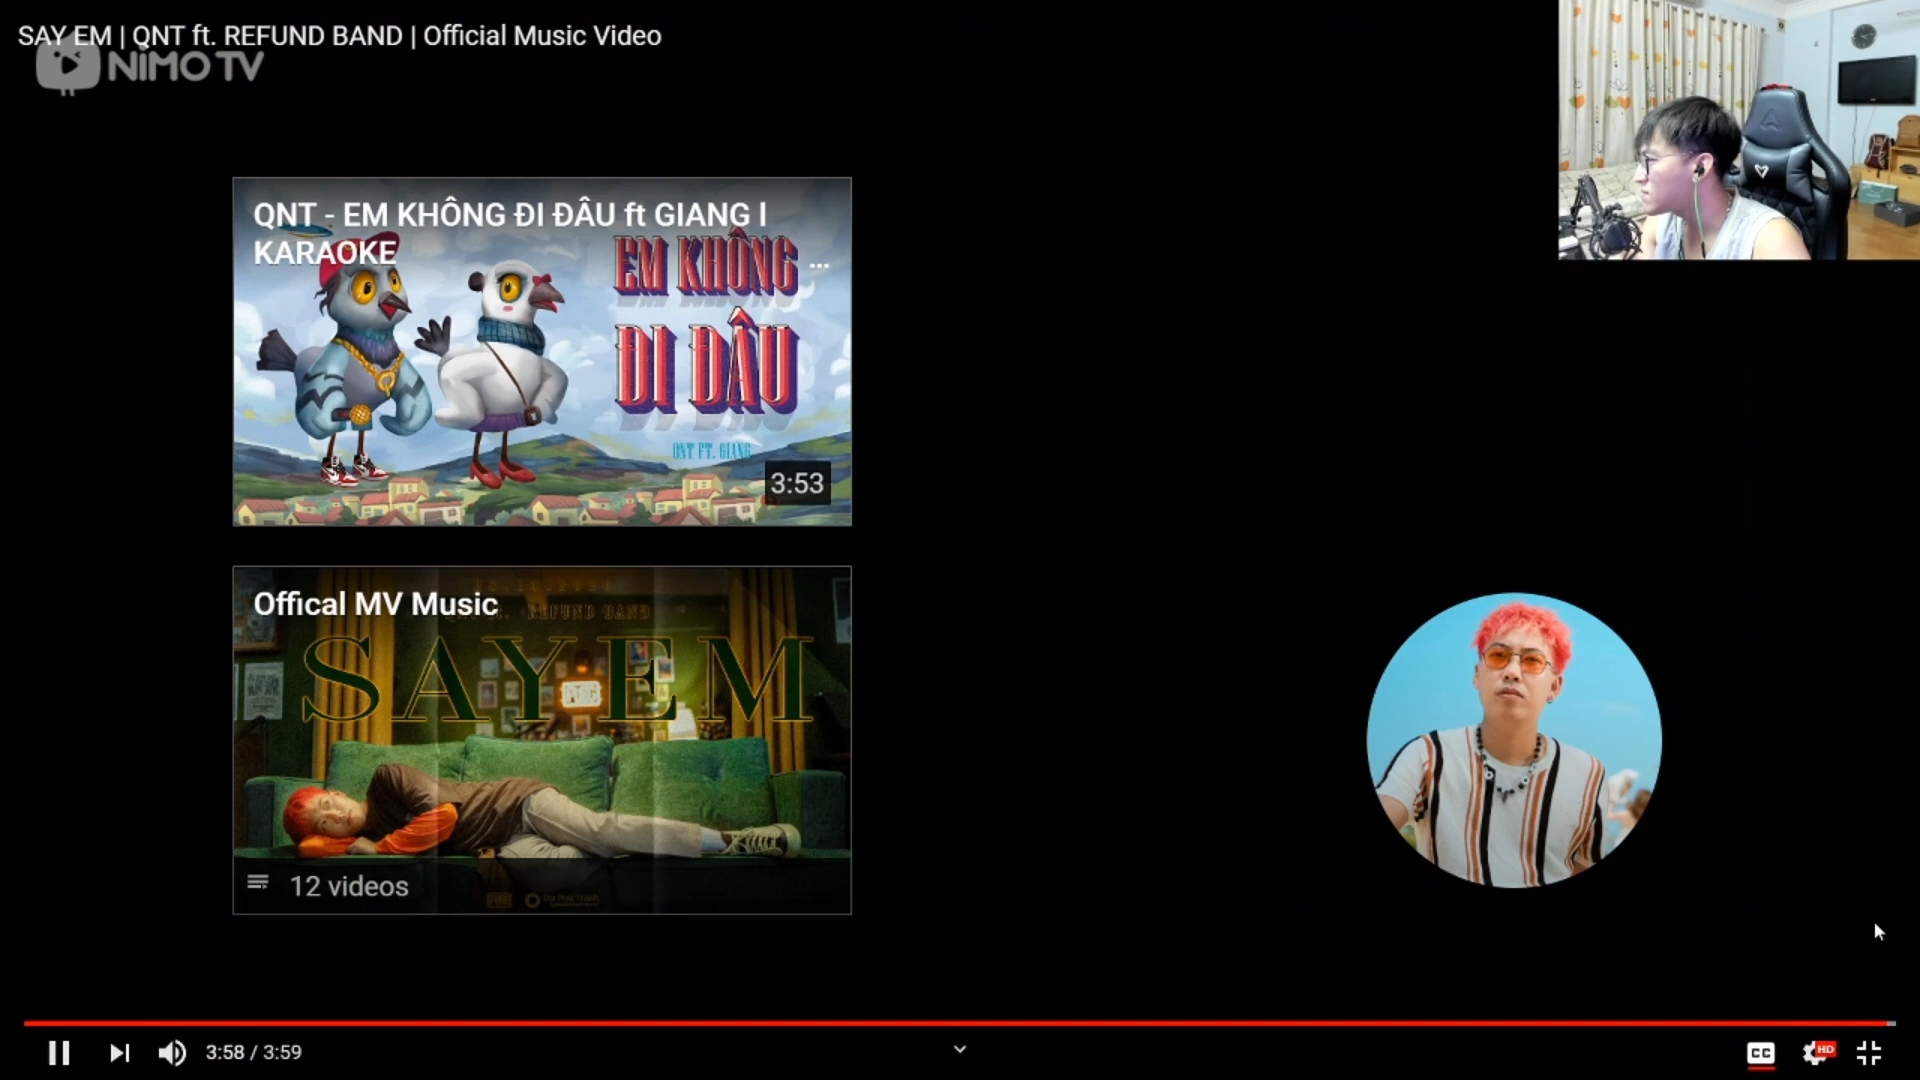 SAY EM | QNT ft. REFUND BAND | Official Music Video
NIMO TV
QNT - EM KHÔNG ĐI ĐÂU ft GIANG l
KARAOKE
...
EM KHÔNG
ĐI ĐÂU
QNT FT. GIANG
3:53
Offical MV Music
REFUND BAND
SAY EM
12 videos
3:58 / 3:59
CC
HD